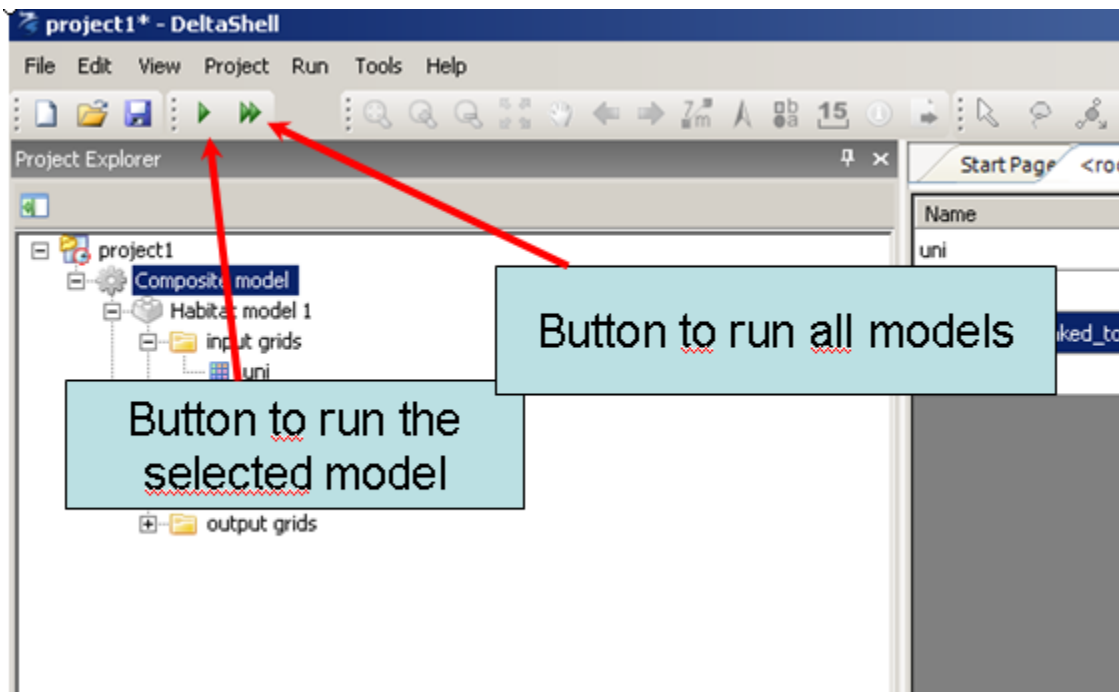 project1* - DeltaShell
File Edit View Project Run Tools Help
15
Project Explorer
Start Page
Name
project1
uni
Composite model
Habitat model 1
input grids
uni
Button to run all models
Button to run the
selected model
output grids